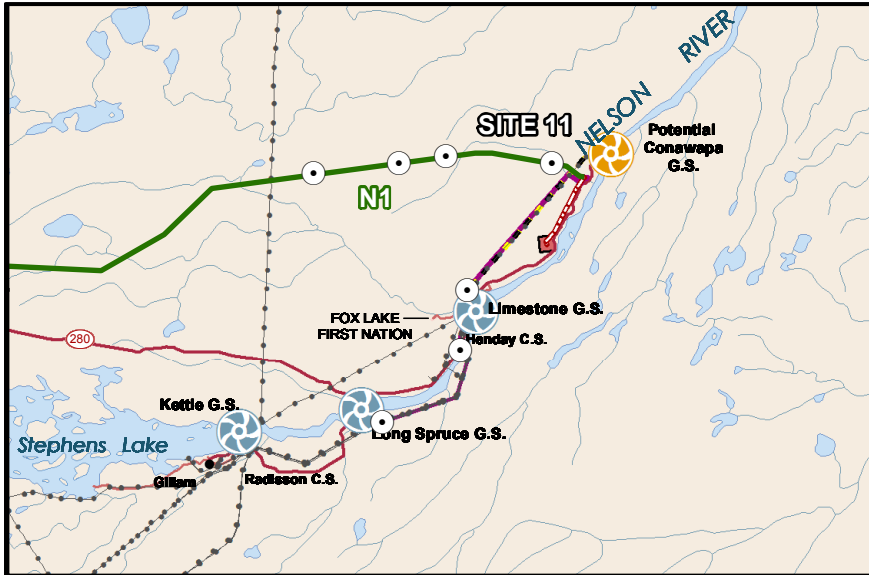 NELSON RIVER
SITE 11
Potential
Conawapa
G.S.
N1
Limestone G.S.
FOX LAKE
FIRST NATION
Henday C.S.
280
Kettle G.S.
Long Spruce G.S.
Stephens Lake
Gillam
Radisson C.S.